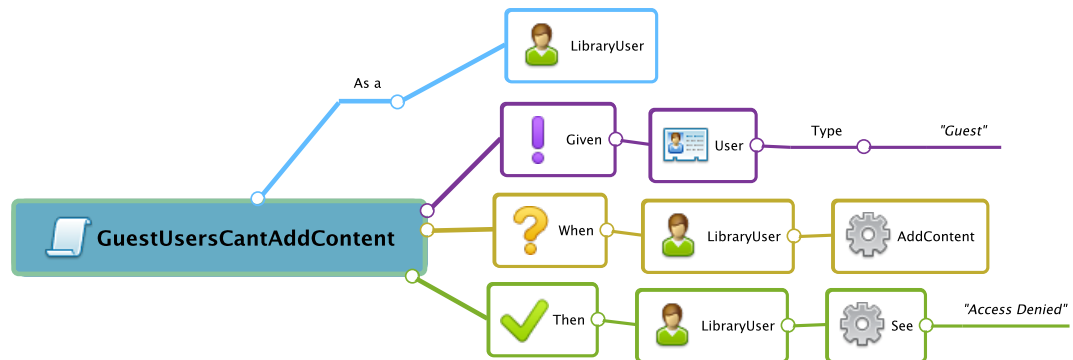 LibraryUser
As a
Given
User
Type
"Guest"
GuestUsersCantAddContent
When
LibraryUser
AddContent
Then
LibraryUser
See
"Access Denied"